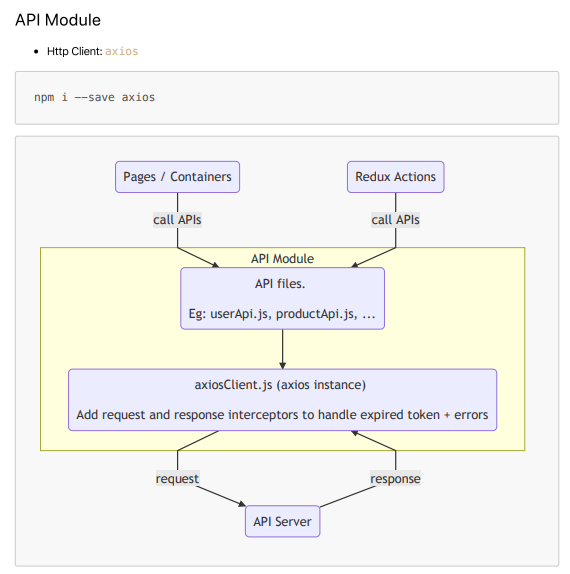 API Module
Http Client: axios
npm i --save axios
Pages / Containers
Redux Actions
call APIs
call APIs
API Module
API files.
Eg: userApi.js, productApi.js, ...
axiosClient.js (axios instance)
Add request and response interceptors to handle expired token + errors
request
response
API Server